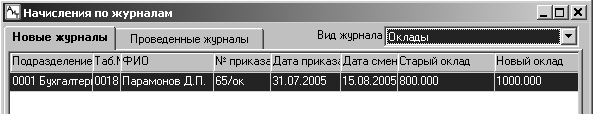 Начисления по журналам
Новые журналы Проведенные журналы Вид журнала Оклады
Подразделение Таб.№ ФИО № приказа Дата приказа Дата смен Старый оклад Новый оклад
0001 Бухгалтери 0018 Парамонов Д.П. 65/ок 31.07.2005 15.08.2005 800.000 1000.000